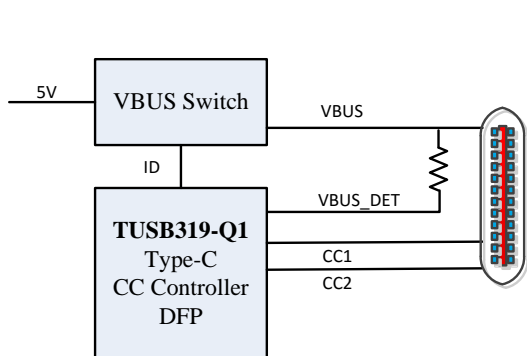 5V
VBUS Switch
VBUS
ID
VBUS_DET
TUSB319-Q1
Type-C
CC Controller
DFP
CC1
CC2